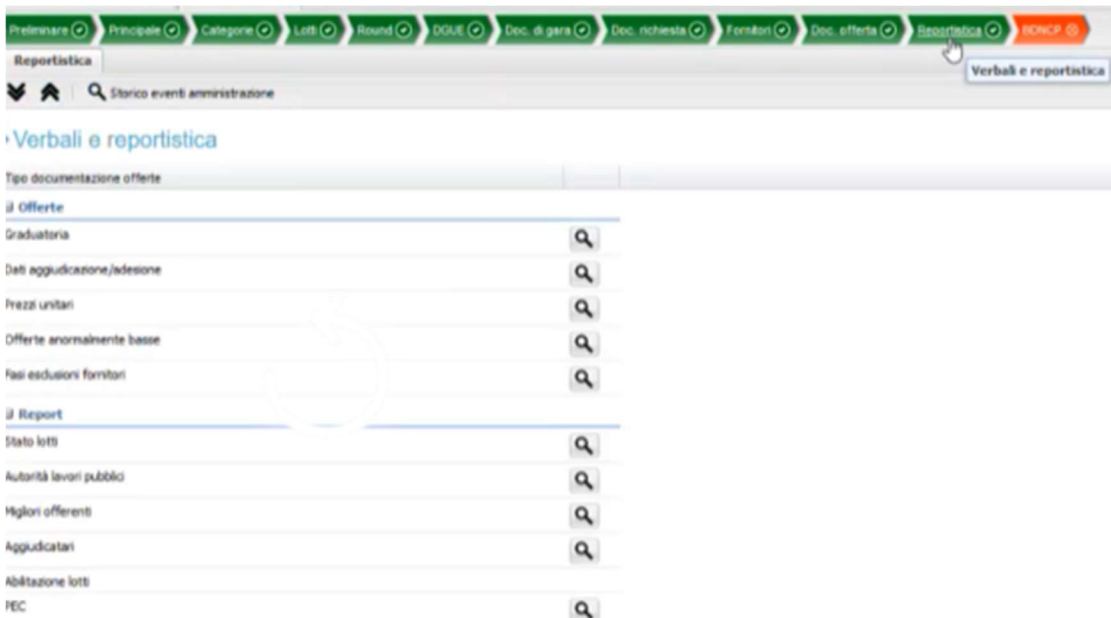 Preliminare Principale Categorie Lotti Round DGUE Doc. di gara Doc. richiesta Fornitori Doc. offerta Reportistica BDNCP
Reportistica
Verbali e reportistica
Storico eventi amministrazione
Verbali e reportistica
Tipo documentazione offerte
Offerte
Graduatoria
Dati aggiudicazione/adesione
Prezzi unitari
Offerte anormalmente basse
Fasi esclusioni fornitori
Report
Stato lotti
Autorità lavori pubblici
Migliori offerenti
Aggiudicatari
Abilitazione lotti
PEC